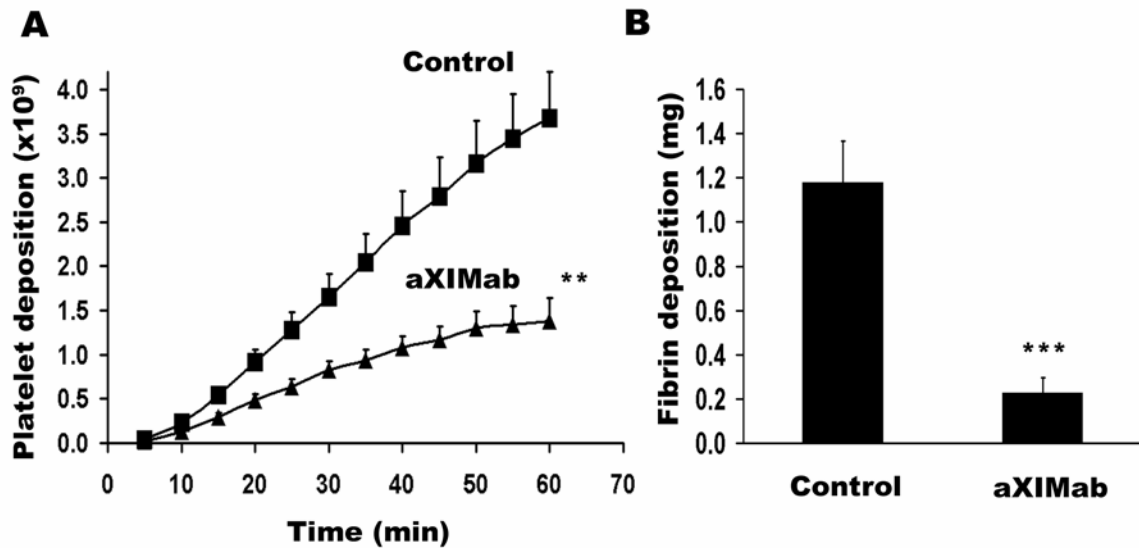 A
Platelet deposition (x10⁹)
4.0
3.5
3.0
2.5
2.0
1.5
1.0
0.5
0.0
Control
aXIMab
**
0 10 20 30 40 50 60 70
Time (min)
B
Fibrin deposition (mg)
1.6
1.4
1.2
1.0
0.8
0.6
0.4
0.2
0.0
***
Control aXIMab